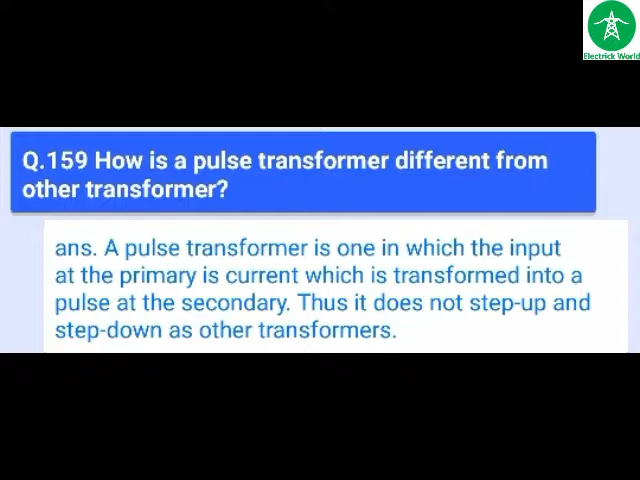 Electrick World
Q.159 How is a pulse transformer different from
other transformer?
ans. A pulse transformer is one in which the input
at the primary is current which is transformed into a
pulse at the secondary. Thus it does not step-up and
step-down as other transformers.